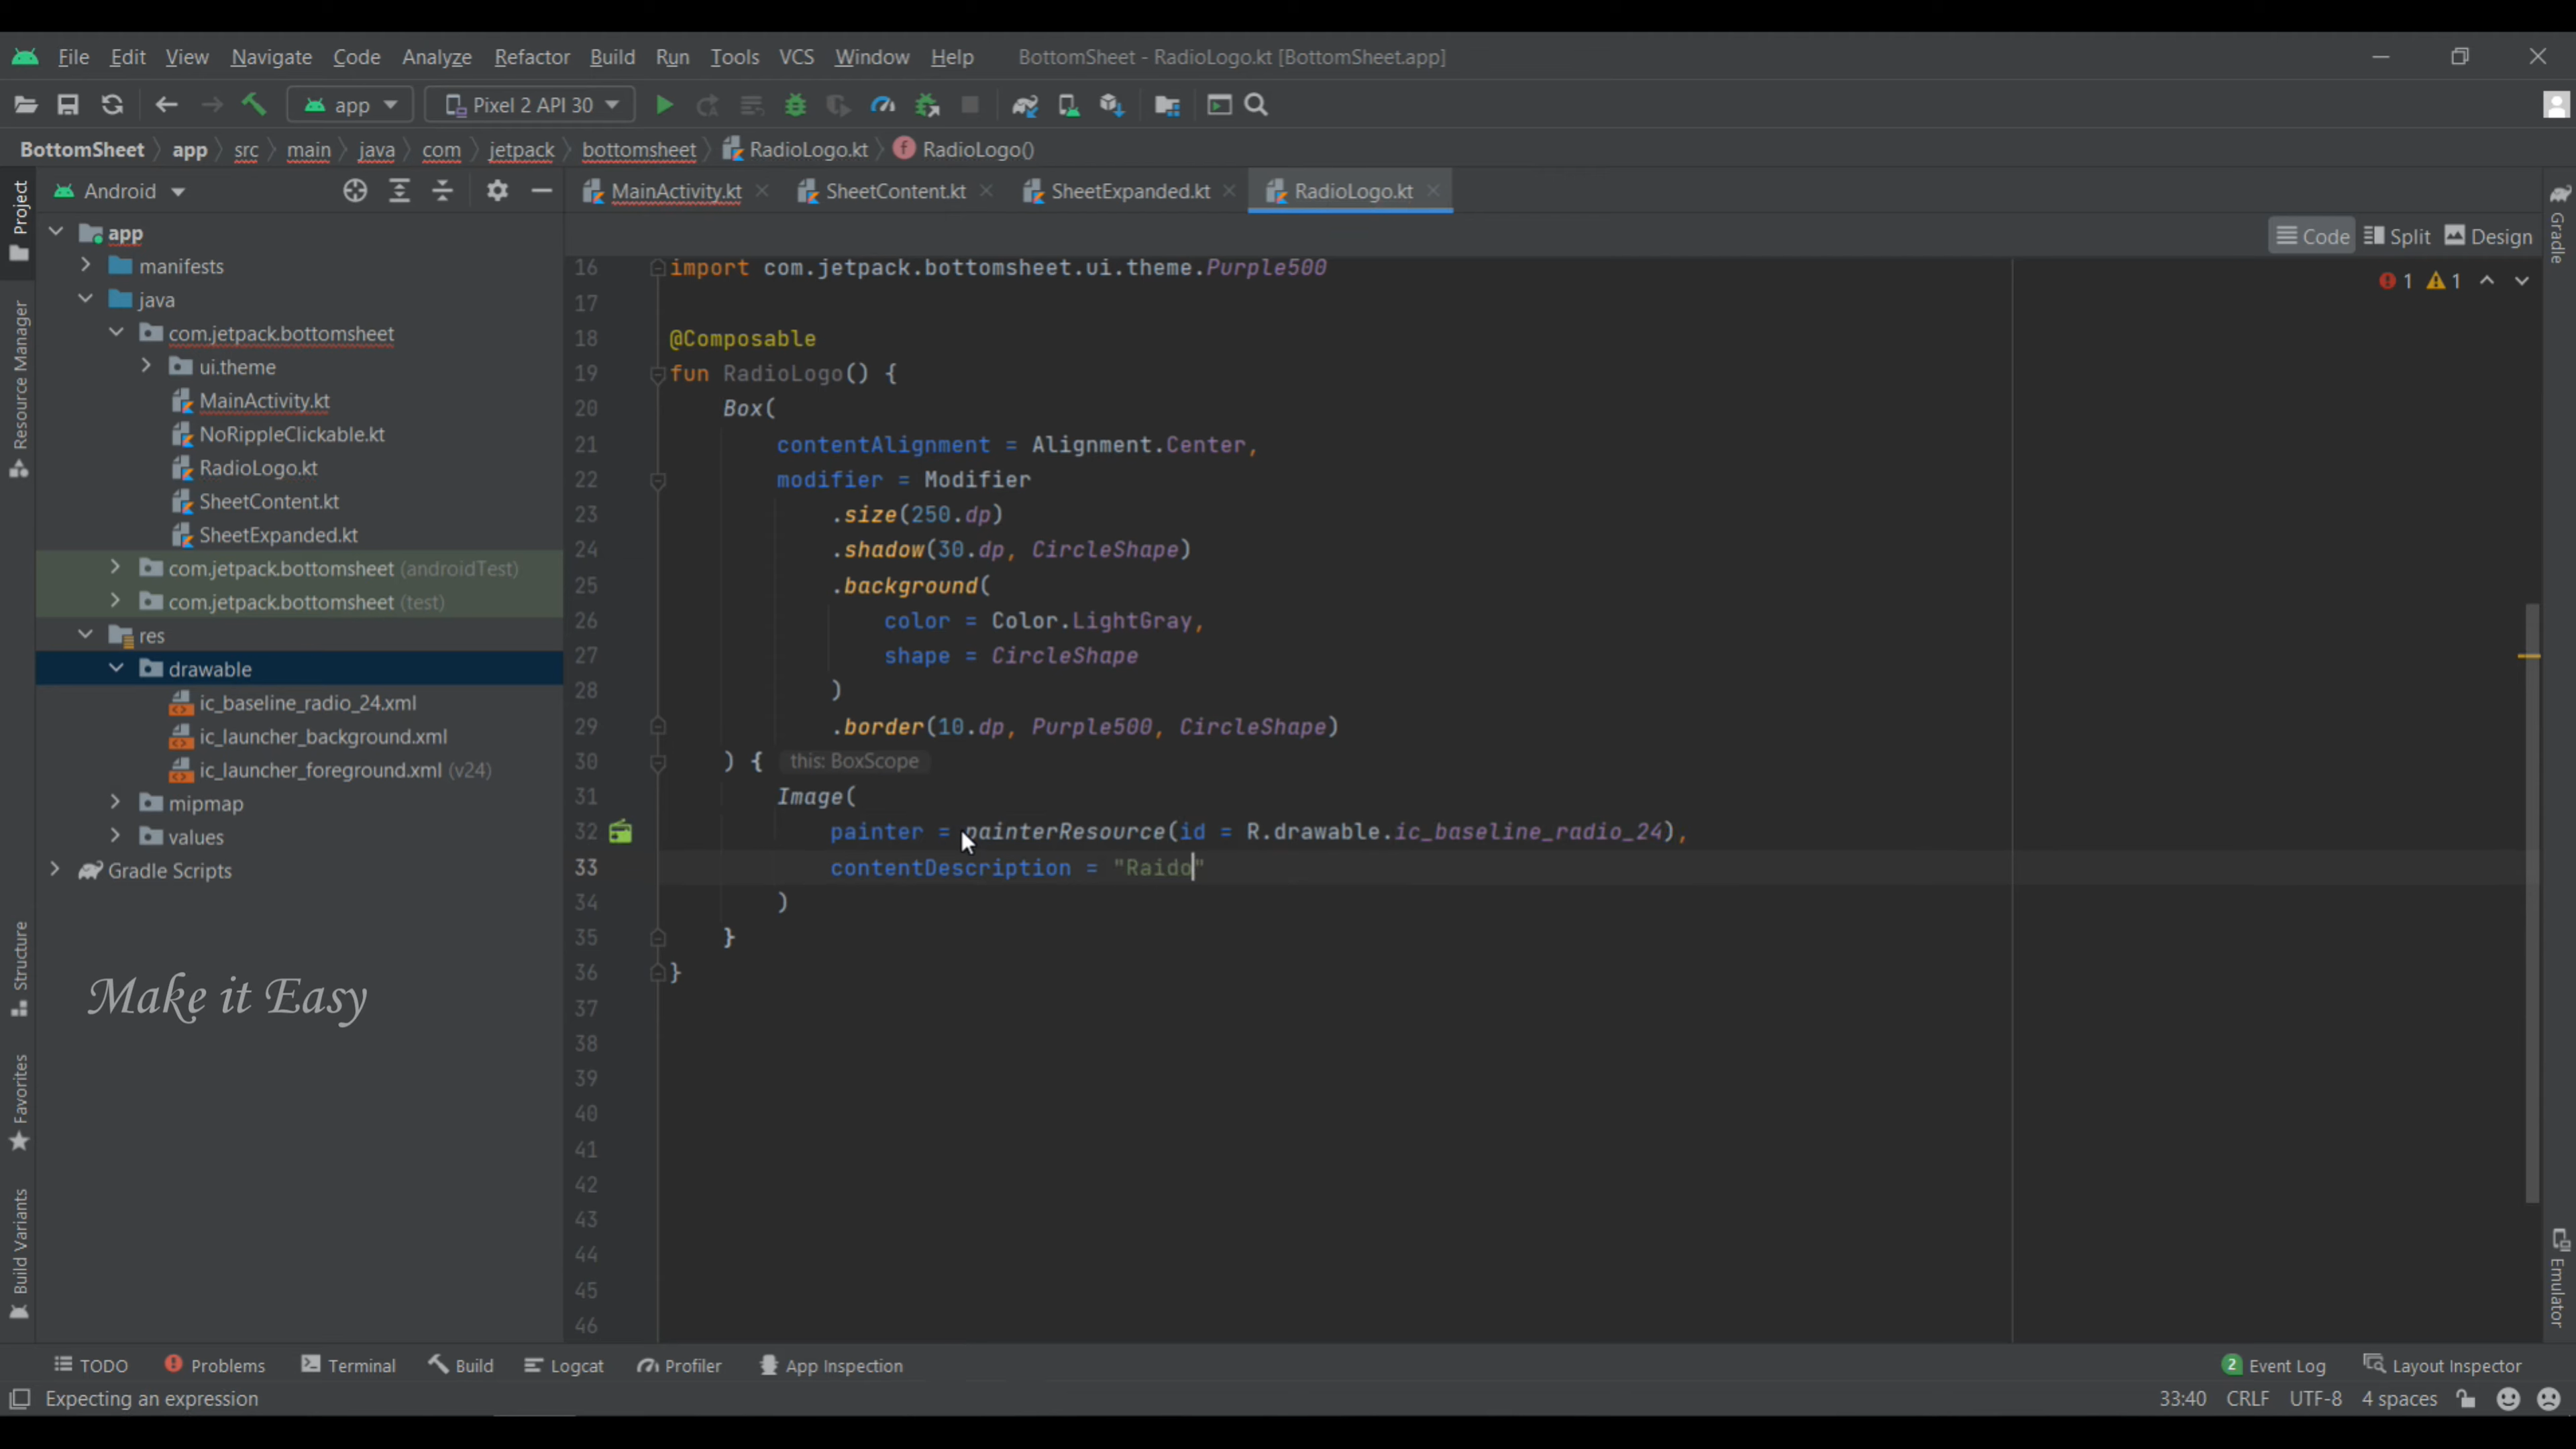 File Edit View Navigate Code Analyze Refactor Build Run Tools VCS Window Help BottomSheet - RadioLogo.kt [BottomSheet.app]
app Pixel 2 API 30
BottomSheet app src main java com jetpack bottomsheet RadioLogo.kt RadioLogo()
Android MainActivity.kt SheetContent.kt SheetExpanded.kt RadioLogo.kt
Code Split Design
Project
Resource Manager
Structure
Favorites
Build Variants
app
manifests
java
com.jetpack.bottomsheet
ui.theme
MainActivity.kt
NoRippleClickable.kt
RadioLogo.kt
SheetContent.kt
SheetExpanded.kt
com.jetpack.bottomsheet (androidTest)
com.jetpack.bottomsheet (test)
res
drawable
ic_baseline_radio_24.xml
ic_launcher_background.xml
ic_launcher_foreground.xml (v24)
mipmap
values
Gradle Scripts
Make it Easy
16 import com.jetpack.bottomsheet.ui.theme.Purple500
17
18 @Composable
19 fun RadioLogo() {
20 Box(
21 contentAlignment = Alignment.Center,
22 modifier = Modifier
23 .size(250.dp)
24 .shadow(30.dp, CircleShape)
25 .background(
26 color = Color.LightGray,
27 shape = CircleShape
28 )
29 .border(10.dp, Purple500, CircleShape)
30 ) { this: BoxScope
31 Image(
32 painter = painterResource(id = R.drawable.ic_baseline_radio_24),
33 contentDescription = "Raido"
34 )
35 }
36 }
37
38
39
40
41
42
43
44
45
46
1 1
Gradle
Emulator
TODO Problems Terminal Build Logcat Profiler App Inspection 2 Event Log Layout Inspector
Expecting an expression 33:40 CRLF UTF-8 4 spaces